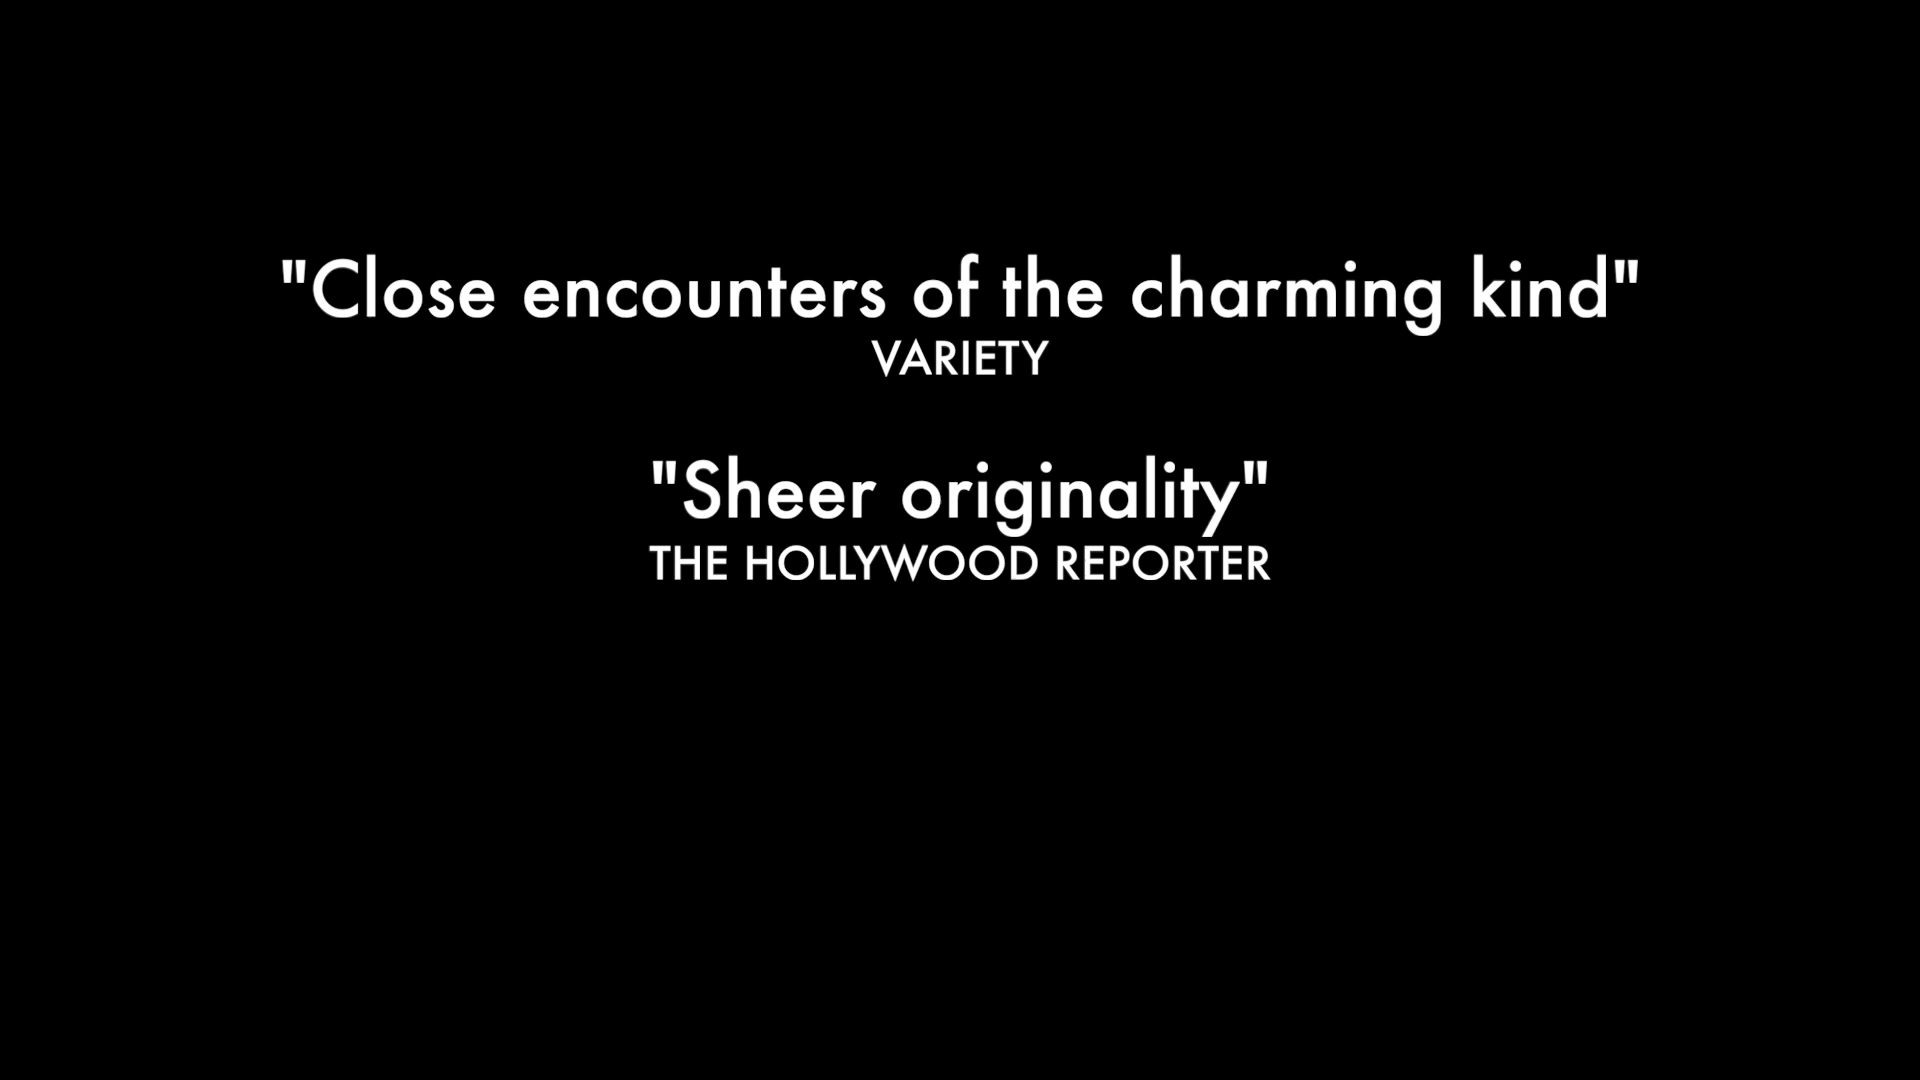 "Close encounters of the charming kind"
VARIETY
"Sheer originality"
THE HOLLYWOOD REPORTER